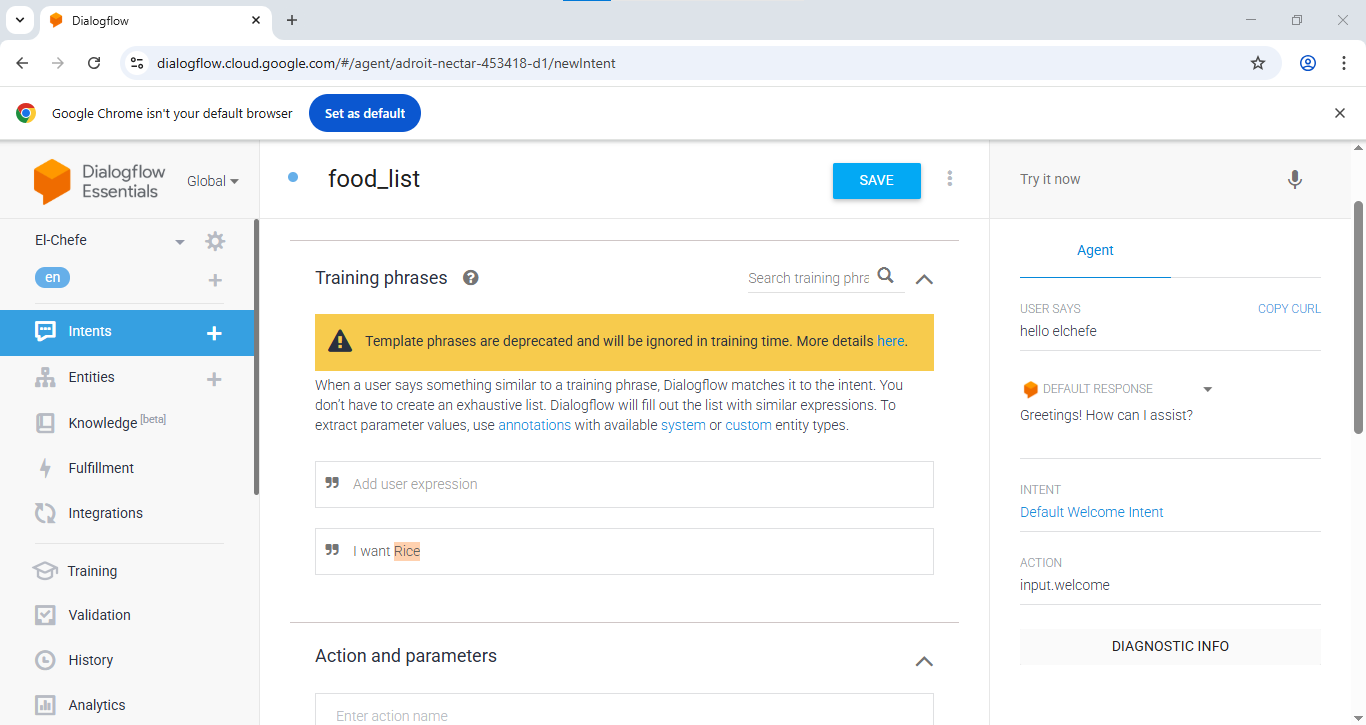 Dialogflow
dialogflow.cloud.google.com/#/agent/adroit-nectar-453418-d1/newIntent
Google Chrome isn't your default browser
Set as default
Dialogflow
Essentials
Global
El-Chefe
en
Intents
Entities
Knowledge [beta]
Fulfillment
Integrations
Training
Validation
History
Analytics
food_list
SAVE
Training phrases
Search training phra
Template phrases are deprecated and will be ignored in training time. More details here.
When a user says something similar to a training phrase, Dialogflow matches it to the intent. You
don't have to create an exhaustive list. Dialogflow will fill out the list with similar expressions. To
extract parameter values, use annotations with available system or custom entity types.
Add user expression
I want Rice
Action and parameters
Enter action name
Try it now
Agent
USER SAYS
COPY CURL
hello elchefe
DEFAULT RESPONSE
Greetings! How can I assist?
INTENT
Default Welcome Intent
ACTION
input.welcome
DIAGNOSTIC INFO